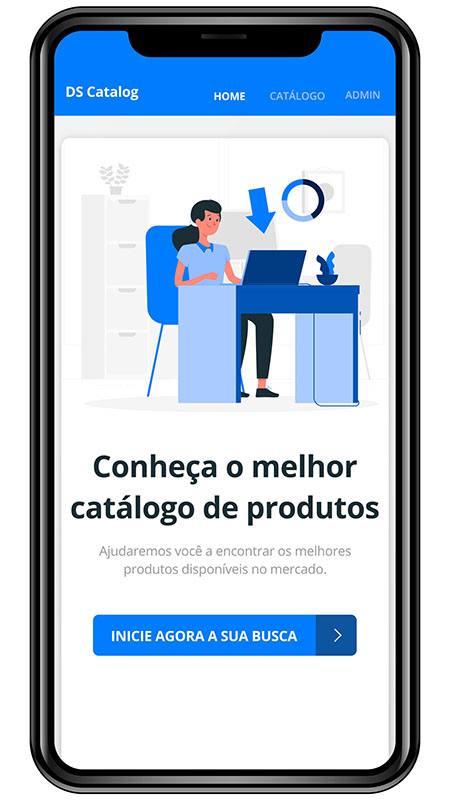 DS Catalog
HOME CATÁLOGO ADMIN
Conheça o melhor
catálogo de produtos
Ajudaremos você a encontrar os melhores
produtos disponíveis no mercado.
INICIE AGORA A SUA BUSCA